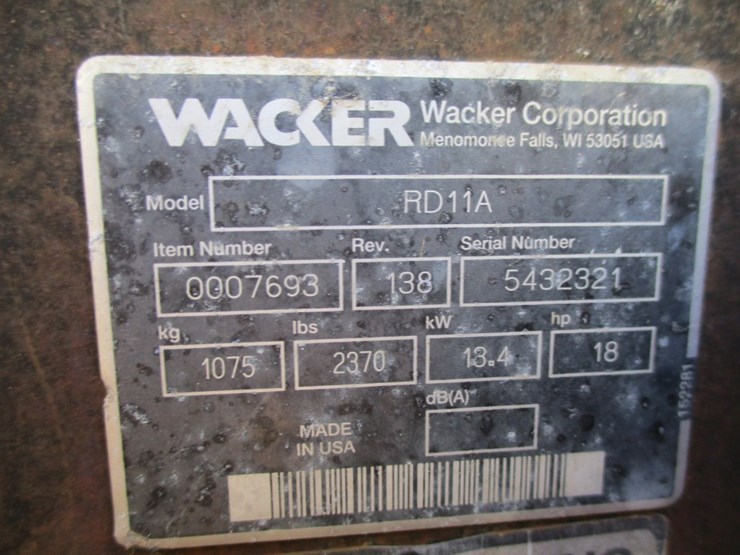 WACKER
Wacker Corporation
Menomonee Falls, WI 53051 USA
Model RD11A
Item Number Rev. Serial Number
0007693 138 5432321
kg lbs kW hp
1075 2370 13.4 18
dB(A)
MADE
IN USA
152261